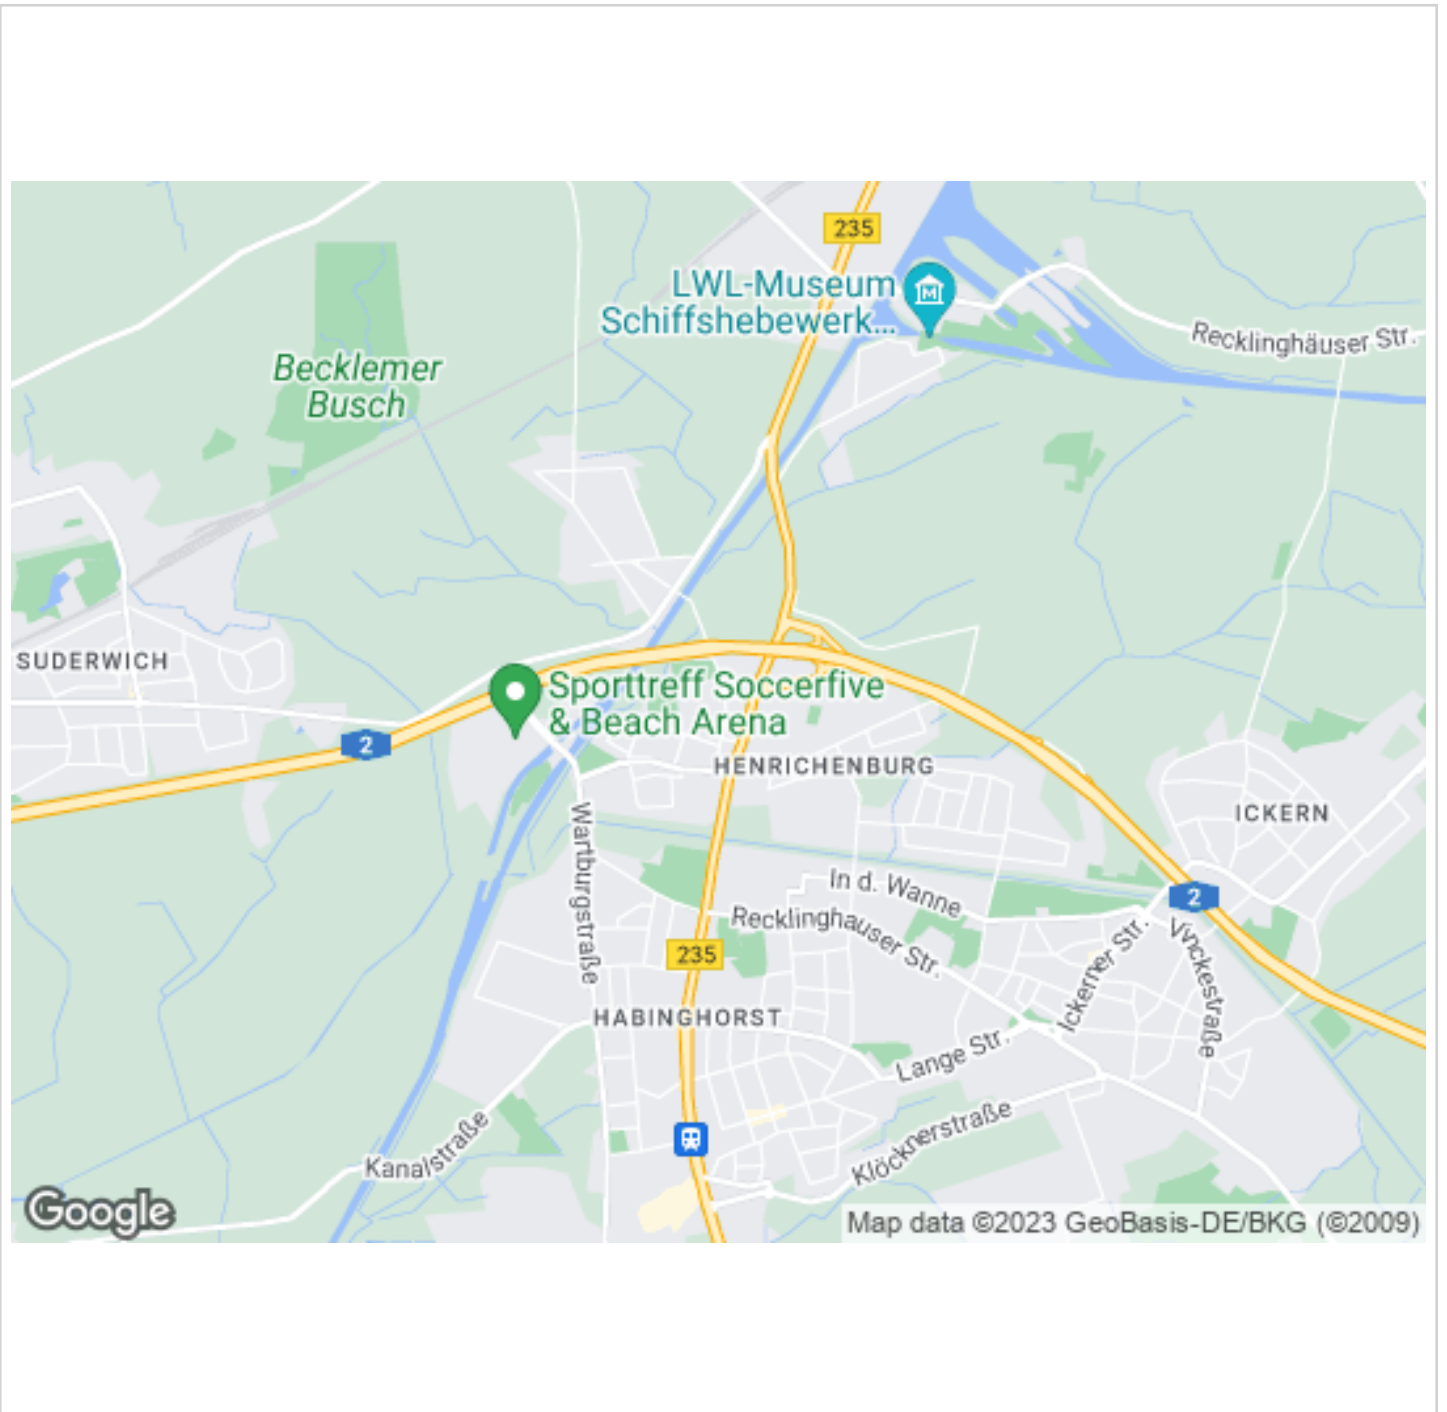 235
LWL-Museum
Schiffshebewerk...
Recklinghäuser Str.
Becklemer
Busch
SUDERWICH
Sporttreff Soccerfive
& Beach Arena
2
HENRICHENBURG
ICKERN
Wartburgstraße
In d. Wanne
2
Recklinghauser Str.
Ickerner Str.
Vinckestraße
235
HABINGHORST
Lange Str.
Klöcknerstraße
Kanalstraße
Google
Map data ©2023 GeoBasis-DE/BKG (©2009)